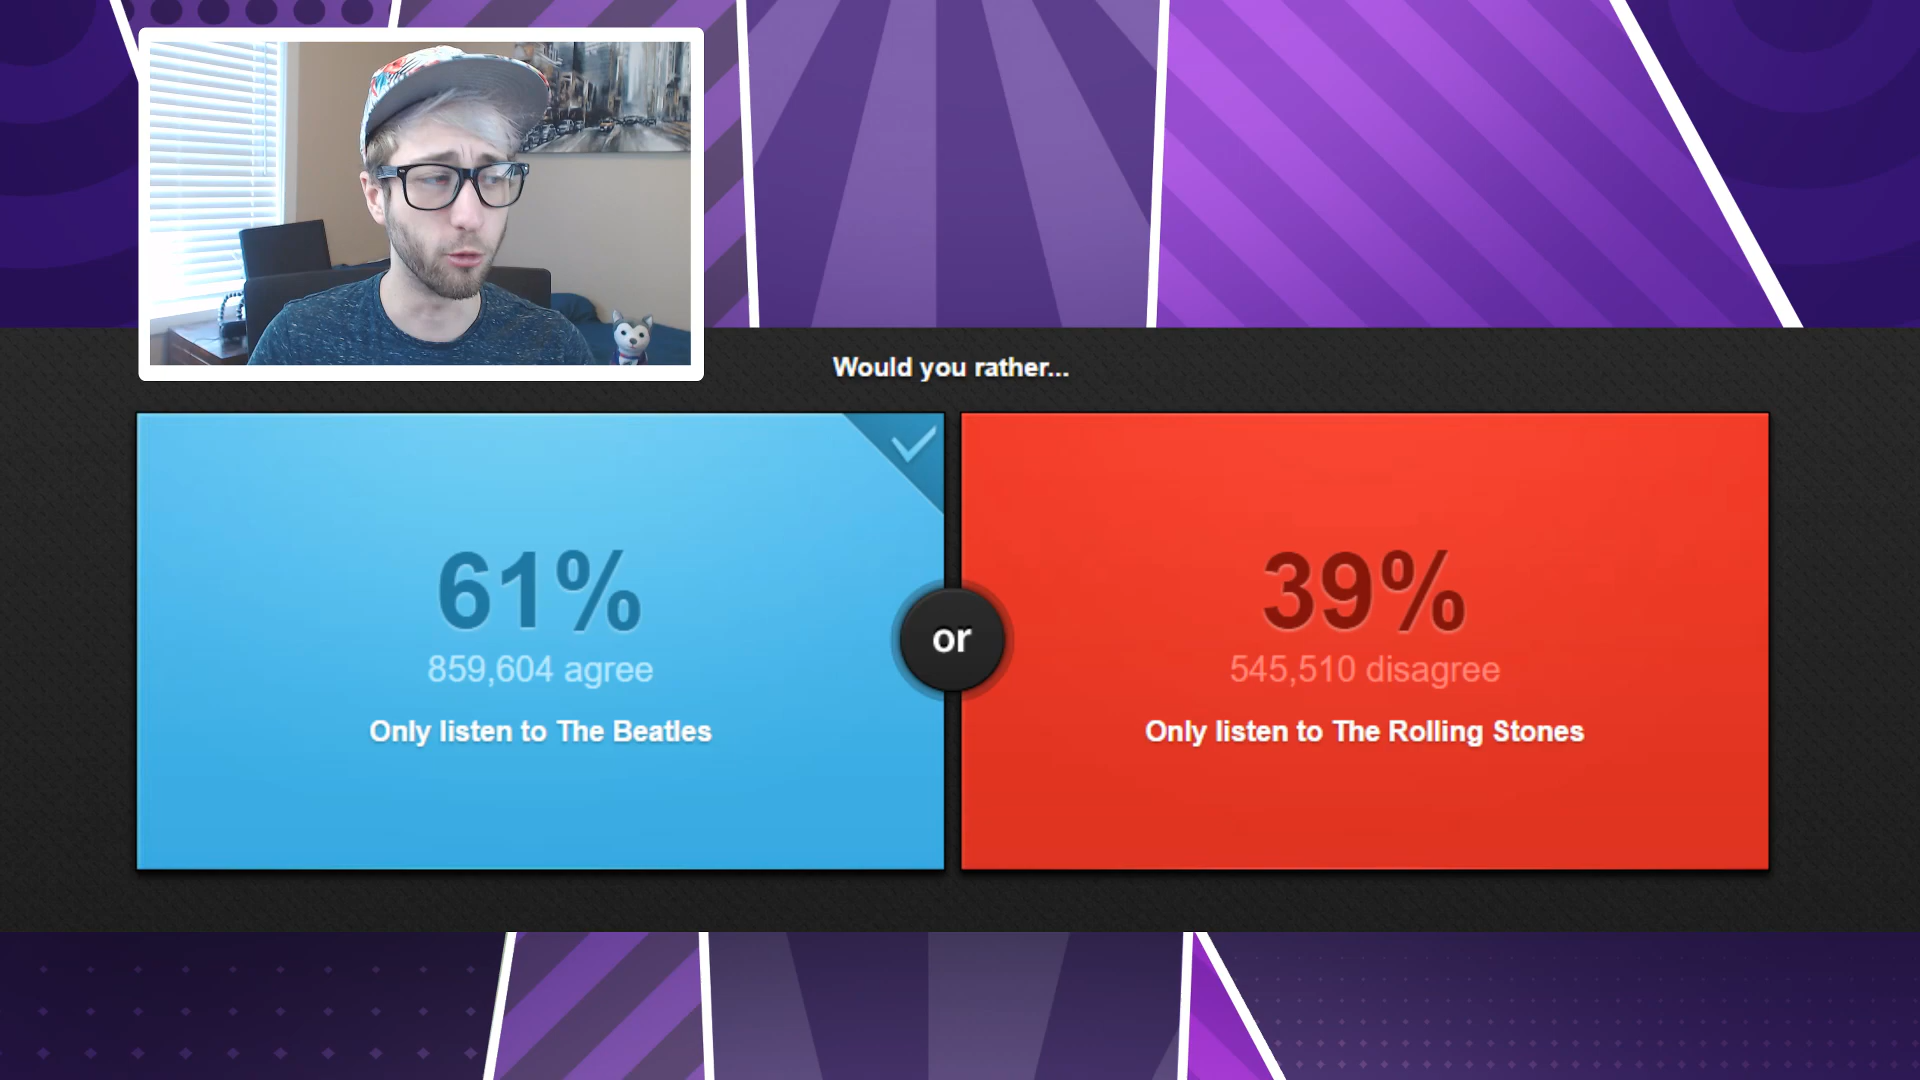 Would you rather...
61%
859,604 agree
Only listen to The Beatles
or
39%
545,510 disagree
Only listen to The Rolling Stones